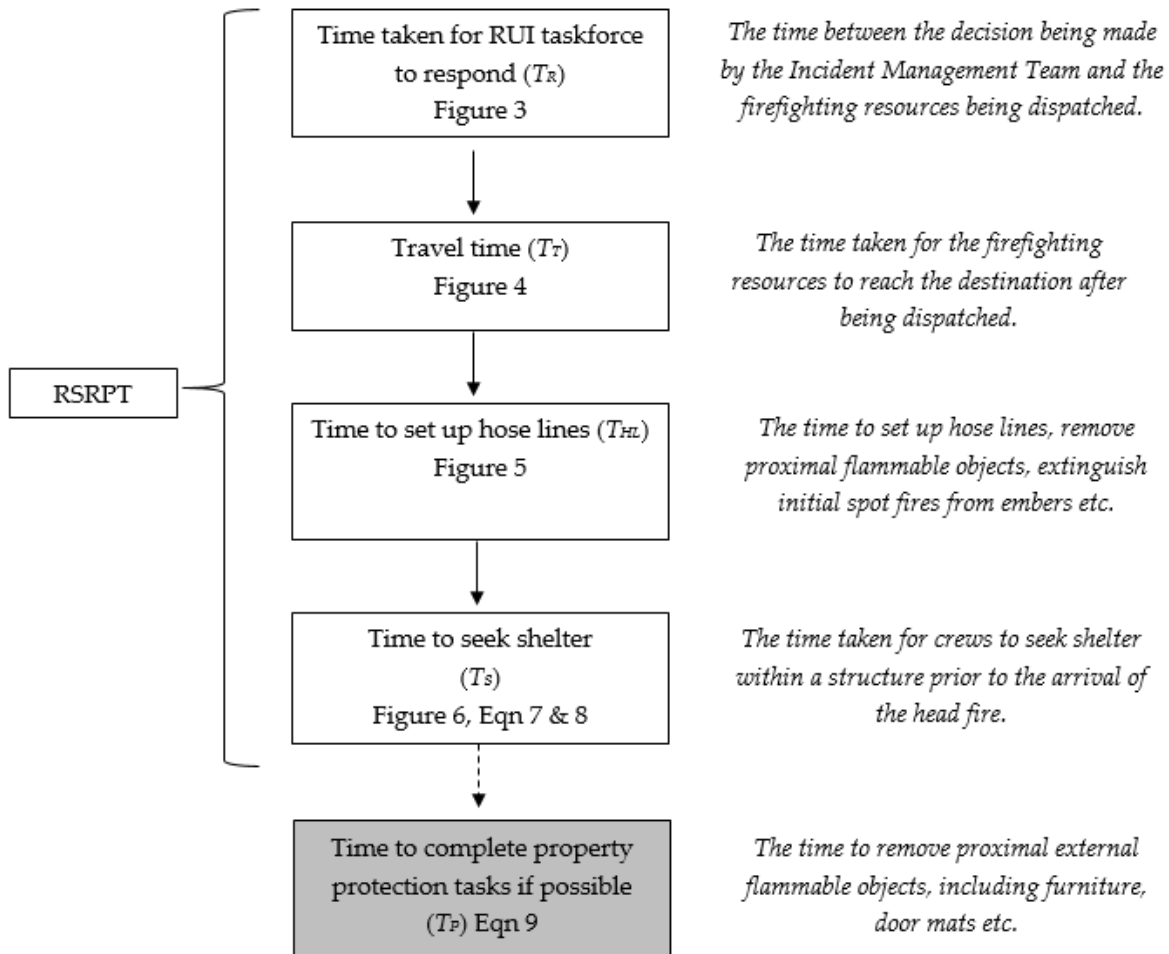 Time taken for RUI taskforce
to respond (TR)
Figure 3
The time between the decision being made
by the Incident Management Team and the
firefighting resources being dispatched.
Travel time (TT)
Figure 4
The time taken for the firefighting
resources to reach the destination after
being dispatched.
RSRPT
Time to set up hose lines (THL)
Figure 5
The time to set up hose lines, remove
proximal flammable objects, extinguish
initial spot fires from embers etc.
Time to seek shelter
(TS)
Figure 6, Eqn 7 & 8
The time taken for crews to seek shelter
within a structure prior to the arrival of
the head fire.
Time to complete property
protection tasks if possible
(TP) Eqn 9
The time to remove proximal external
flammable objects, including furniture,
door mats etc.